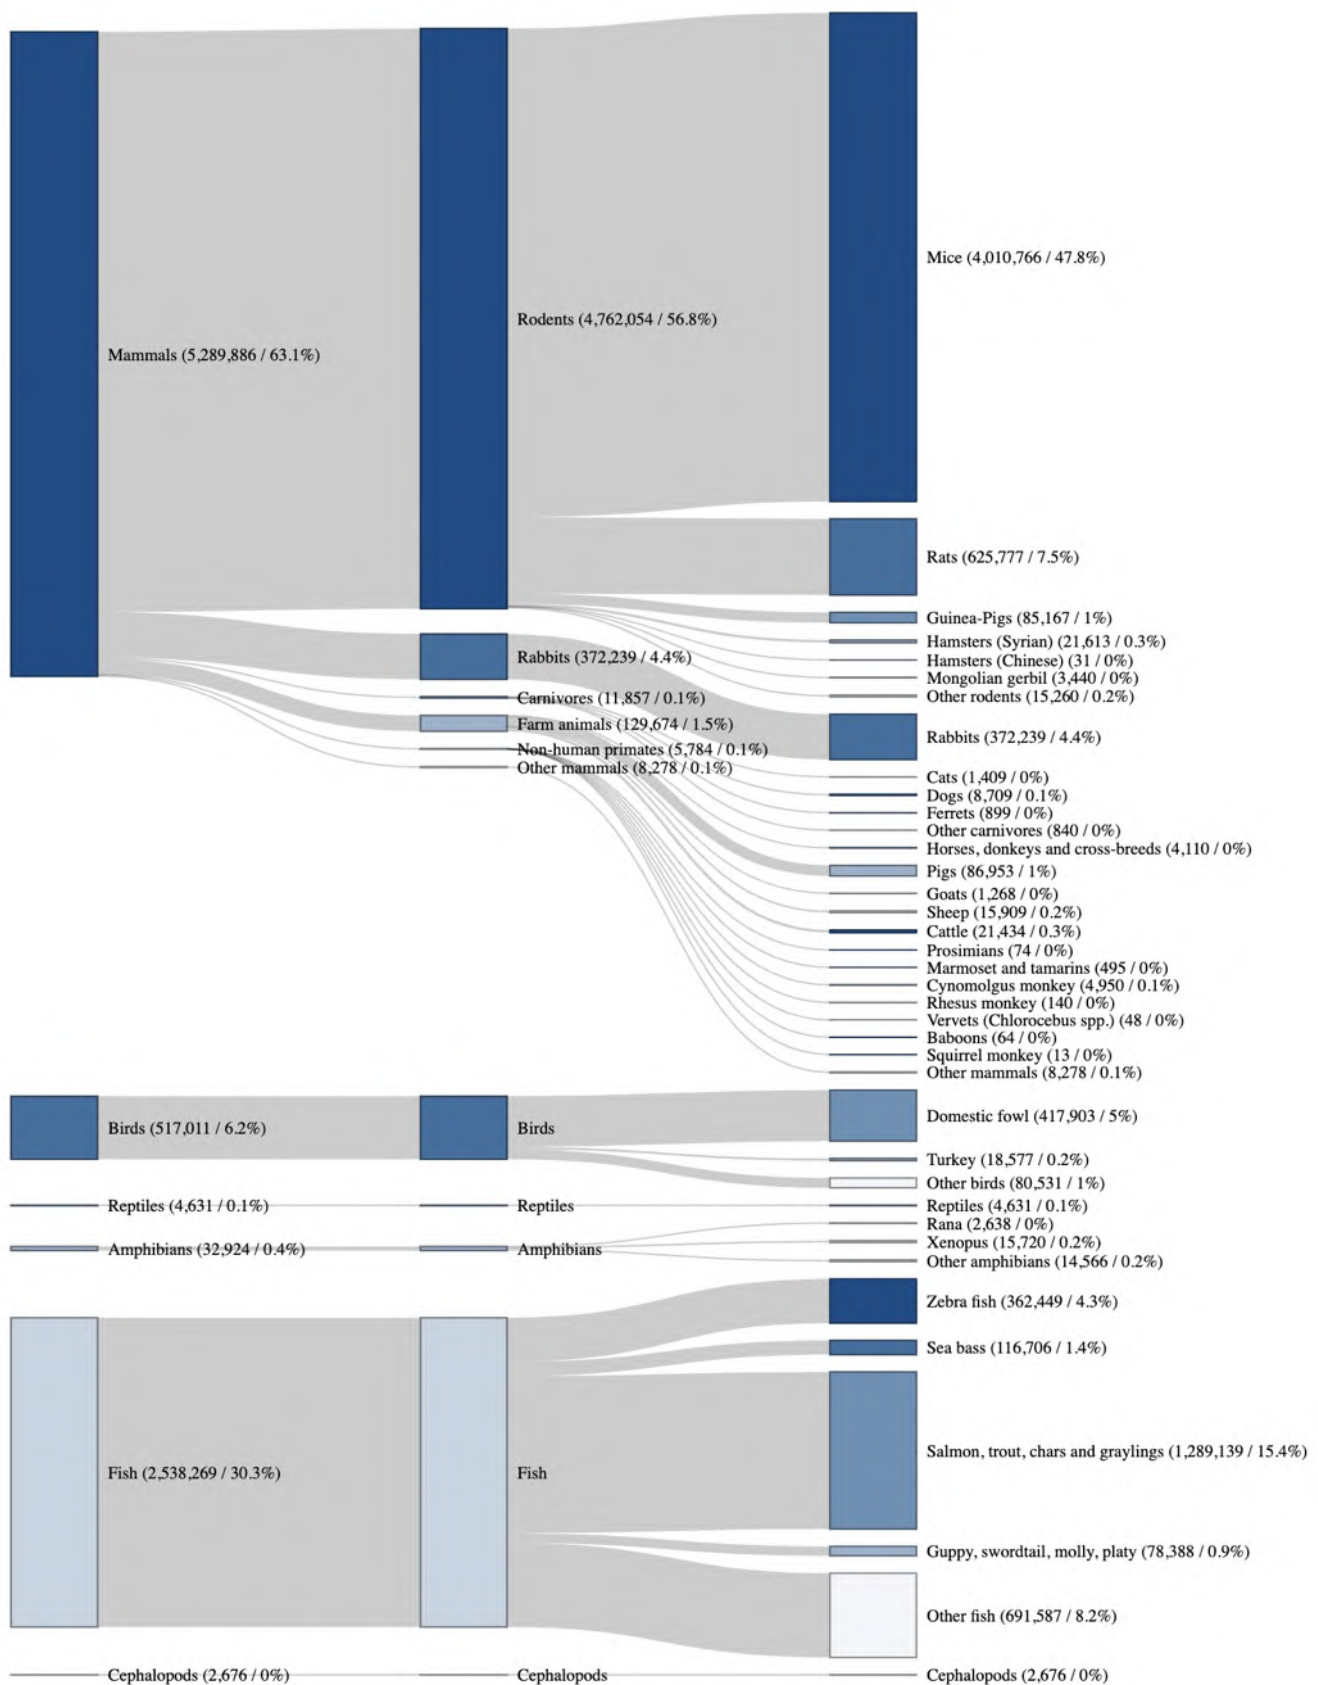 Mammals (5,289,886 / 63.1%)
Birds (517,011 / 6.2%)
Reptiles (4,631 / 0.1%)
Amphibians (32,924 / 0.4%)
Fish (2,538,269 / 30.3%)
Cephalopods (2,676 / 0%)
Rodents (4,762,054 / 56.8%)
Rabbits (372,239 / 4.4%)
Carnivores (11,857 / 0.1%)
Farm animals (129,674 / 1.5%)
Non-human primates (5,784 / 0.1%)
Other mammals (8,278 / 0.1%)
Birds
Reptiles
Amphibians
Fish
Cephalopods
Mice (4,010,766 / 47.8%)
Rats (625,777 / 7.5%)
Guinea-Pigs (85,167 / 1%)
Hamsters (Syrian) (21,613 / 0.3%)
Hamsters (Chinese) (31 / 0%)
Mongolian gerbil (3,440 / 0%)
Other rodents (15,260 / 0.2%)
Rabbits (372,239 / 4.4%)
Cats (1,409 / 0%)
Dogs (8,709 / 0.1%)
Ferrets (899 / 0%)
Other carnivores (840 / 0%)
Horses, donkeys and cross-breeds (4,110 / 0%)
Pigs (86,953 / 1%)
Goats (1,268 / 0%)
Sheep (15,909 / 0.2%)
Cattle (21,434 / 0.3%)
Prosimians (74 / 0%)
Marmoset and tamarins (495 / 0%)
Cynomolgus monkey (4,950 / 0.1%)
Rhesus monkey (140 / 0%)
Vervets (Chlorocebus spp.) (48 / 0%)
Baboons (64 / 0%)
Squirrel monkey (13 / 0%)
Other mammals (8,278 / 0.1%)
Domestic fowl (417,903 / 5%)
Turkey (18,577 / 0.2%)
Other birds (80,531 / 1%)
Reptiles (4,631 / 0.1%)
Rana (2,638 / 0%)
Xenopus (15,720 / 0.2%)
Other amphibians (14,566 / 0.2%)
Zebra fish (362,449 / 4.3%)
Sea bass (116,706 / 1.4%)
Salmon, trout, chars and graylings (1,289,139 / 15.4%)
Guppy, swordtail, molly, platy (78,388 / 0.9%)
Other fish (691,587 / 8.2%)
Cephalopods (2,676 / 0%)